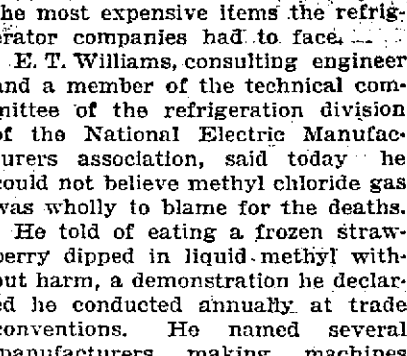 he most expensive items the refrig-
erator companies had to face.
E. T. Williams, consulting engineer
and a member of the technical com-
mittee of the refrigeration division
of the National Electric Manufac-
urers association, said today he
could not believe methyl chloride gas
was wholly to blame for the deaths.
He told of eating a frozen straw-
berry dipped in liquid methyl with-
out harm, a demonstration he declar-
ed he conducted annually at trade
conventions. He named several
manufacturers making machines